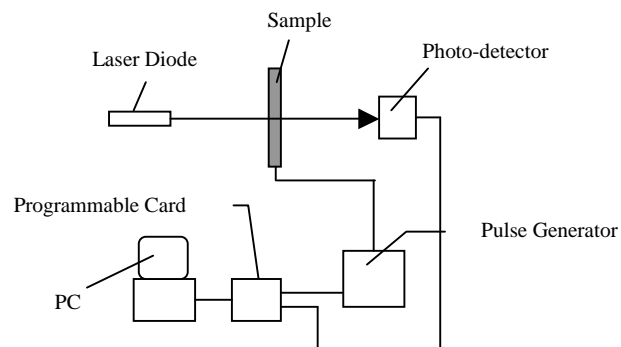 Sample
Photo-detector
Laser Diode
Programmable Card
Pulse Generator
PC